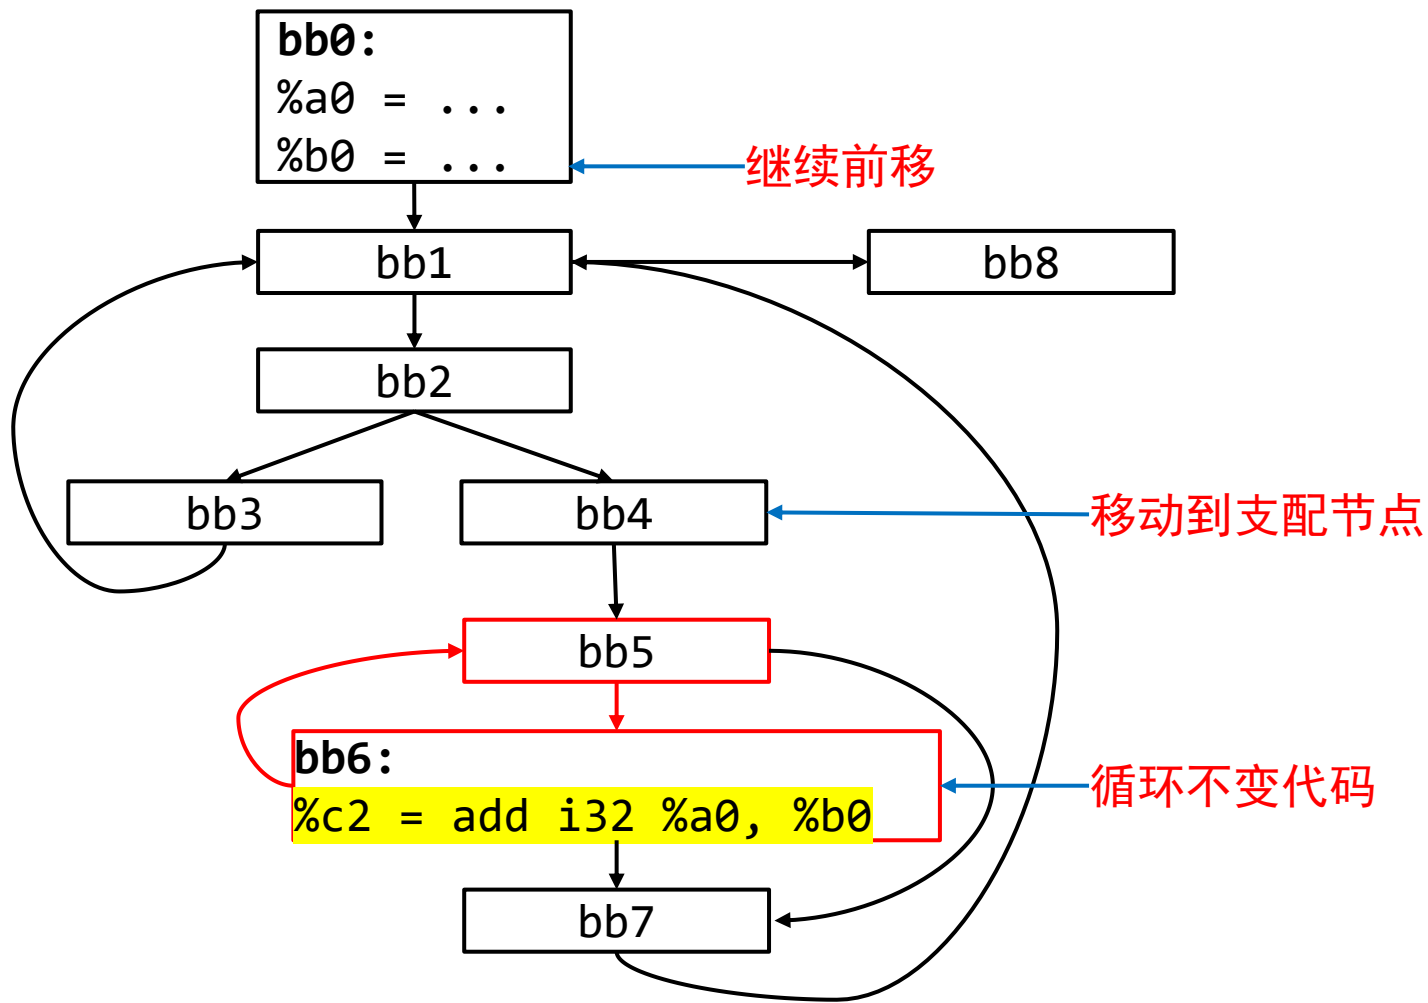 bb0:
%a0 = ...
%b0 = ...
继续前移
bb1
bb8
bb2
bb3
bb4
移动到支配节点
bb5
bb6:
%c2 = add i32 %a0, %b0
循环不变代码
bb7